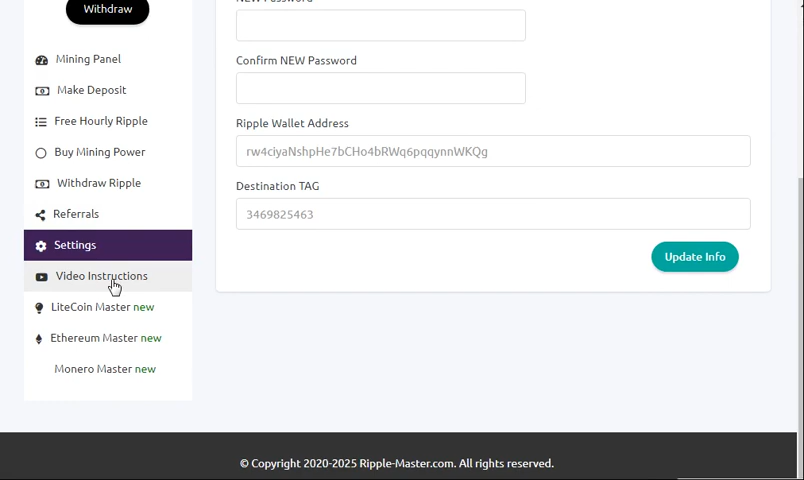 Withdraw
Mining Panel
Make Deposit
Free Hourly Ripple
Buy Mining Power
Withdraw Ripple
Referrals
Settings
Video Instructions
LiteCoin Master new
Ethereum Master new
Monero Master new
NEW Password
Confirm NEW Password
Ripple Wallet Address
rw4ciyaNshpHe7bCHo4bRWq6pqqynnWKQg
Destination TAG
3469825463
Update Info
© Copyright 2020-2025 Ripple-Master.com. All rights reserved.